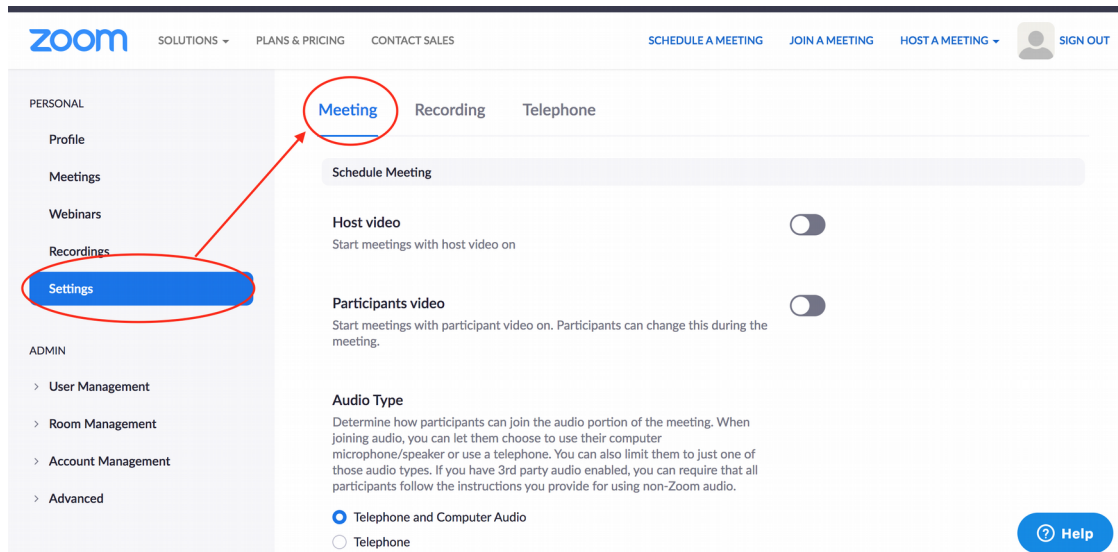 zoom
SOLUTIONS
PLANS & PRICING
CONTACT SALES
SCHEDULE A MEETING
JOIN A MEETING
HOST A MEETING
SIGN OUT
PERSONAL
Profile
Meetings
Webinars
Recordings
Settings
ADMIN
User Management
Room Management
Account Management
Advanced
Meeting
Recording
Telephone
Schedule Meeting
Host video
Start meetings with host video on
Participants video
Start meetings with participant video on. Participants can change this during the
meeting.
Audio Type
Determine how participants can join the audio portion of the meeting. When
joining audio, you can let them choose to use their computer
microphone/speaker or use a telephone. You can also limit them to just one of
those audio types. If you have 3rd party audio enabled, you can require that all
participants follow the instructions you provide for using non-Zoom audio.
Telephone and Computer Audio
Telephone
? Help